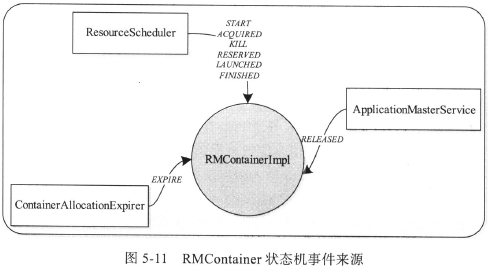 ResourceScheduler
START
ACQUIRED
KILL
RESERVED
LAUNCHED
FINISHED
ApplicationMasterService
RELEASED
RMContainerImpl
EXPIRE
ContainerAllocationExpirer
图 5-11 RMContainer 状态机事件来源